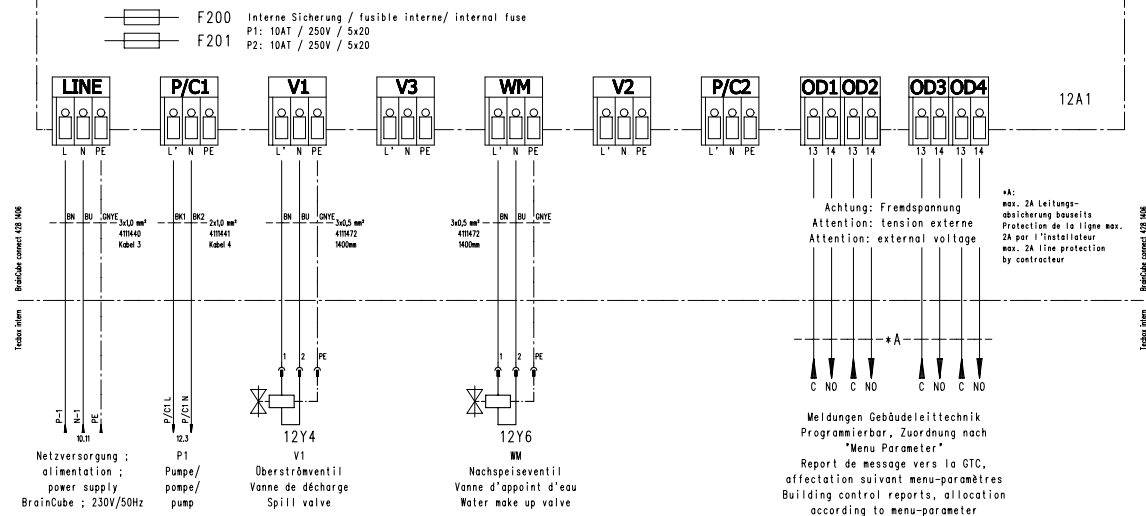 F200 Interne Sicherung / fusible interne/ internal fuse
P1: 10AT / 250V / 5x20
F201 P2: 10AT / 250V / 5x20
LINE P/C1 V1 V3 WM V2 P/C2 OD1 OD2 OD3 OD4
12A1
L N PE L' N PE L' N PE L' N PE L' N PE L' N PE L' N PE 13 14 13 14 13 14 13 14
BN BU GNYE BK1 BK2 BN BU GNYE BN BU GNYE
3x1,0 mm²
4111440
Kabel 3
2x1,0 mm²
4111441
Kabel 4
3x0,5 mm²
4111472
1400mm
3x0,5 mm²
4111472
1400mm
Achtung: Fremdspannung
Attention: tension externe
Attention: external voltage
*A:
max. 2A Leitungs-
absicherung bauseits
Protection de la ligne max.
2A par l'installateur
max. 2A line protection
by contracteur
BrainCube connect 428 1406
Tecbox intern
BrainCube connect 428 1406
Tecbox intern
*A
1 2 PE 1 2 PE
C NO C NO C NO C NO
P-1 N-1 PE P/C1 L P/C1 N
10.11
12.3
12Y4
12Y6
Netzversorgung ;
alimentation ;
power supply
BrainCube ; 230V/50Hz
P1
Pumpe/
pompe/
pump
V1
Überströmventil
Vanne de décharge
Spill valve
WM
Nachspeiseventil
Vanne d'appoint d'eau
Water make up valve
Meldungen Gebäudeleittechnik
Programmierbar, Zuordnung nach
"Menu Parameter"
Report de message vers la GTC,
affectation suivant menu-paramètres
Building control reports, allocation
according to menu-parameter